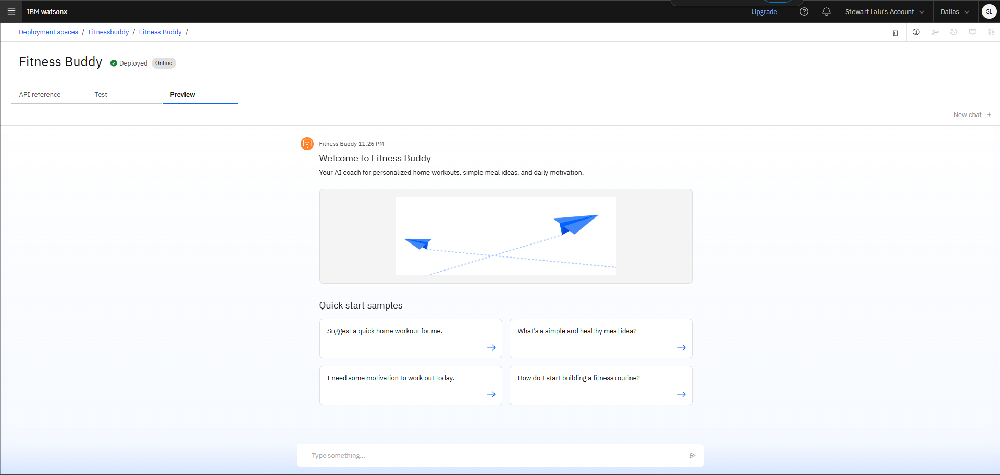 IBM watsonx
Upgrade
Stewart Lalu's Account
Dallas
SL
Deployment spaces / Fitnessbuddy / Fitness Buddy /
Fitness Buddy
Deployed
Online
API reference
Test
Preview
New chat +
Fitness Buddy 11:26 PM
Welcome to Fitness Buddy
Your AI coach for personalized home workouts, simple meal ideas, and daily motivation.
Quick start samples
Suggest a quick home workout for me.
What's a simple and healthy meal idea?
I need some motivation to work out today.
How do I start building a fitness routine?
Type something...